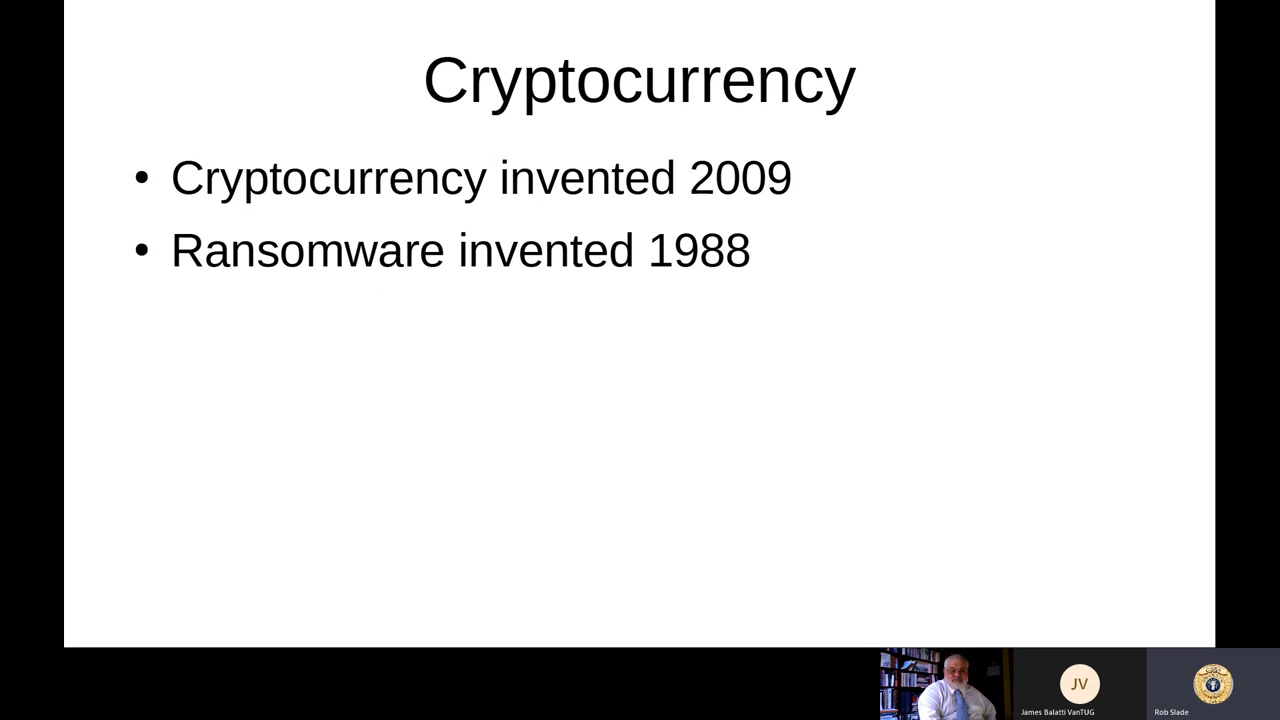 Cryptocurrency
• Cryptocurrency invented 2009
• Ransomware invented 1988
JV
James Balatti VanTUG
Rob Slade